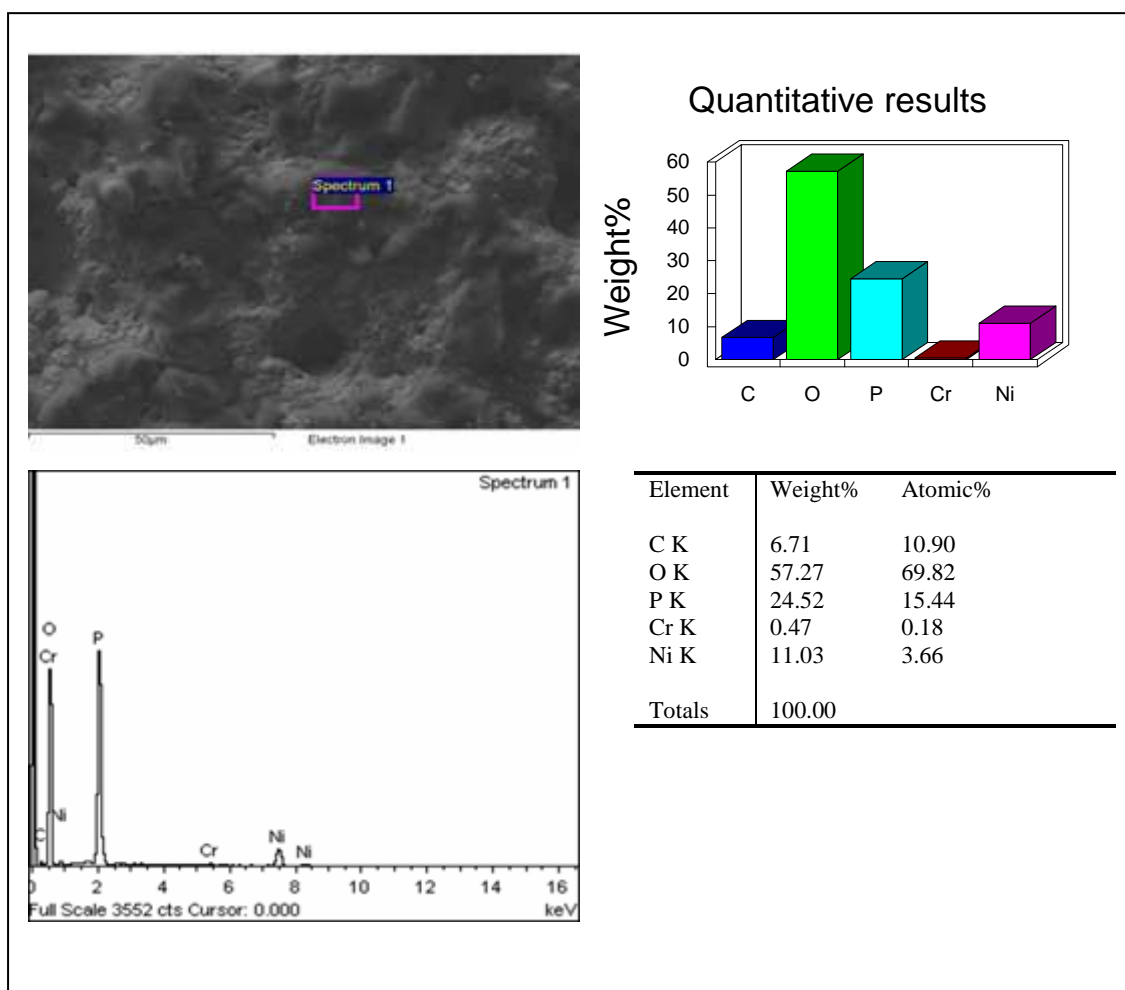 Spectrum 1
50µm Electron Image 1
Quantitative results
Weight%
60
50
40
30
20
10
0
C O P Cr Ni
Spectrum 1
O
Cr
P
Ni
C
Cr
Ni
Ni
0 2 4 6 8 10 12 14 16
Full Scale 3552 cts Cursor: 0.000 keV
Element Weight% Atomic%
C K 6.71 10.90
O K 57.27 69.82
P K 24.52 15.44
Cr K 0.47 0.18
Ni K 11.03 3.66
Totals 100.00